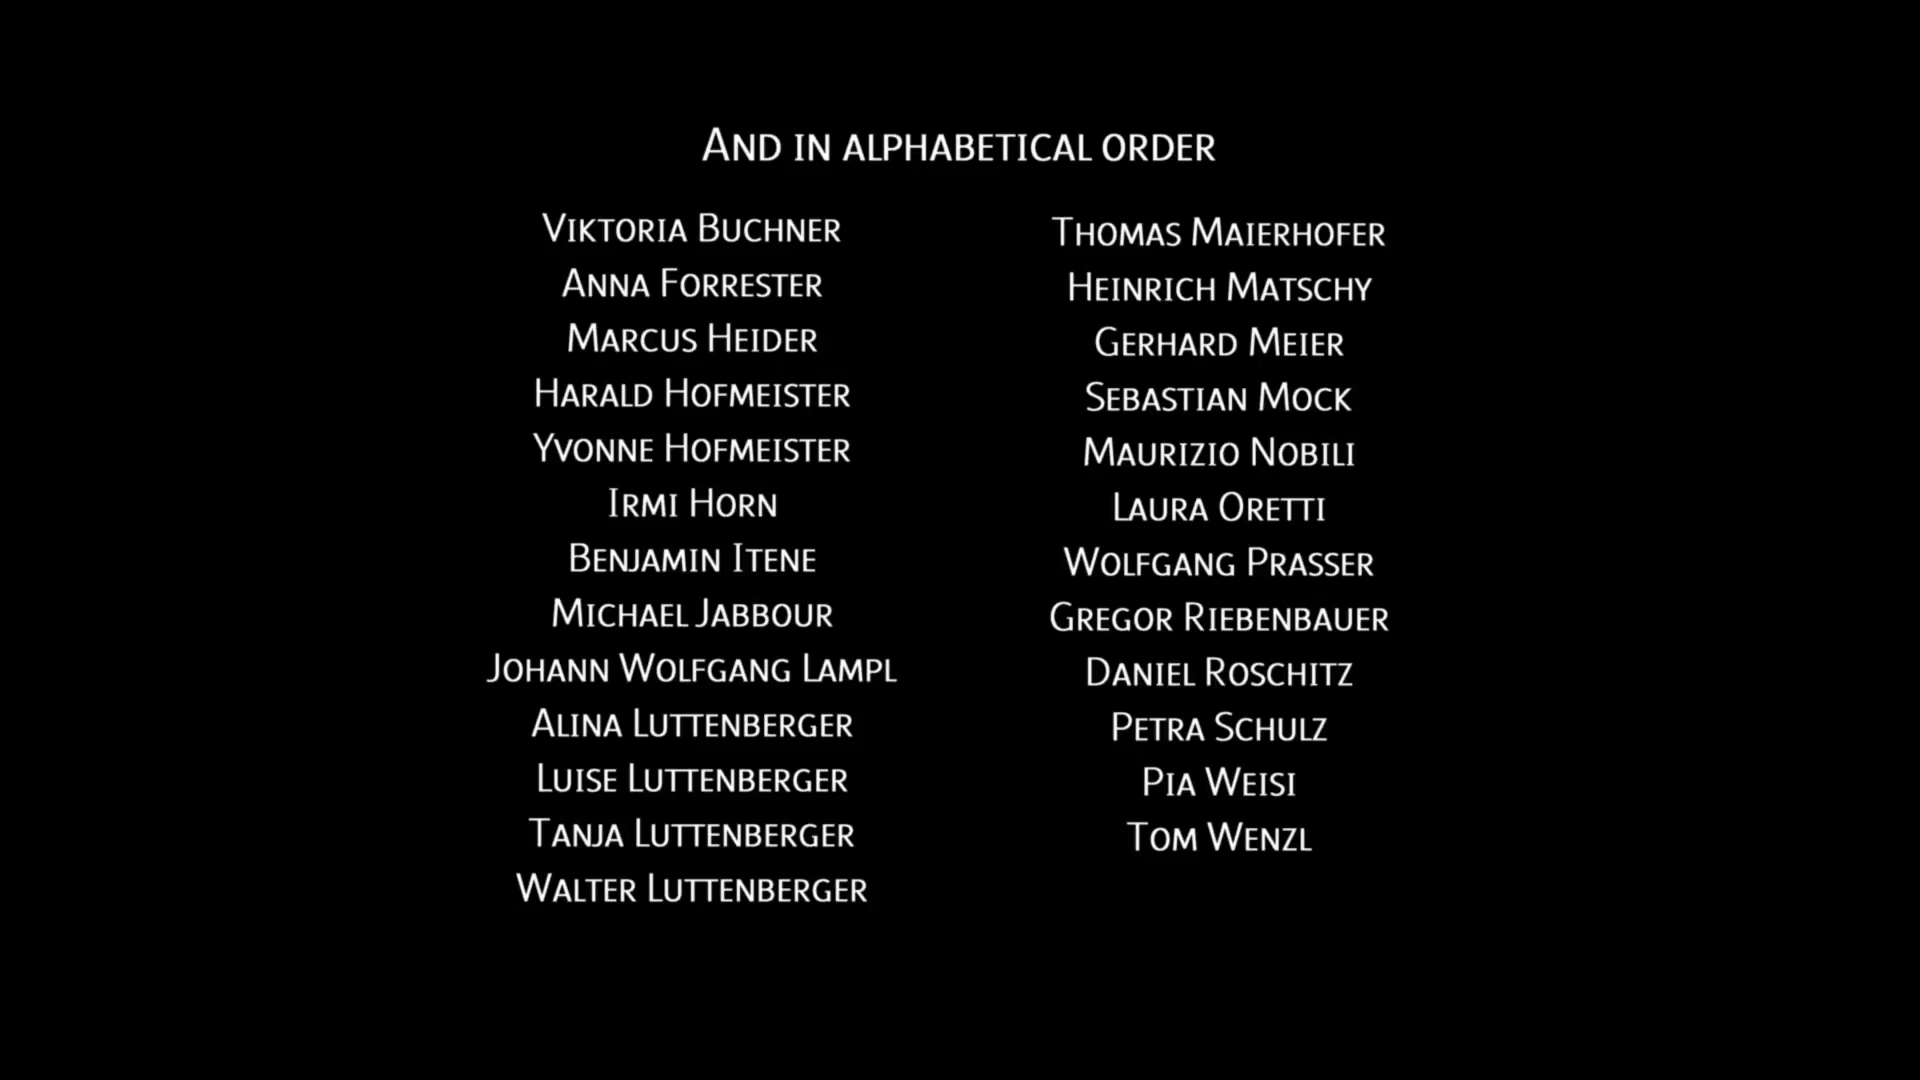 And in alphabetical order
Viktoria Buchner
Anna Forrester
Marcus Heider
Harald Hofmeister
Yvonne Hofmeister
Irmi Horn
Benjamin Itene
Michael Jabbour
Johann Wolfgang Lampl
Alina Luttenberger
Luise Luttenberger
Tanja Luttenberger
Walter Luttenberger
Thomas Maierhofer
Heinrich Matschy
Gerhard Meier
Sebastian Mock
Maurizio Nobili
Laura Oretti
Wolfgang Prasser
Gregor Riebenbauer
Daniel Roschitz
Petra Schulz
Pia Weisi
Tom Wenzl